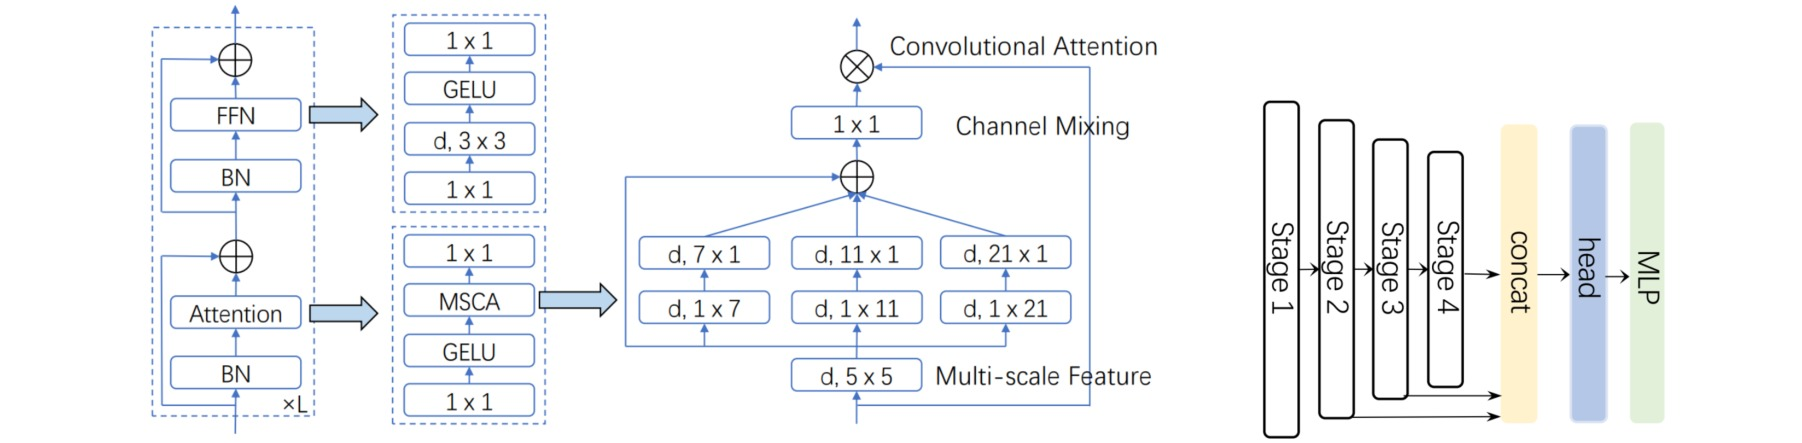 FFN
BN
Attention
BN
×L
1 x 1
GELU
d, 3 x 3
1 x 1
1 x 1
MSCA
GELU
1 x 1
Convolutional Attention
1 x 1
Channel Mixing
d, 7 x 1
d, 11 x 1
d, 21 x 1
d, 1 x 7
d, 1 x 11
d, 1 x 21
d, 5 x 5
Multi-scale Feature
Stage 1
Stage 2
Stage 3
Stage 4
concat
head
MLP